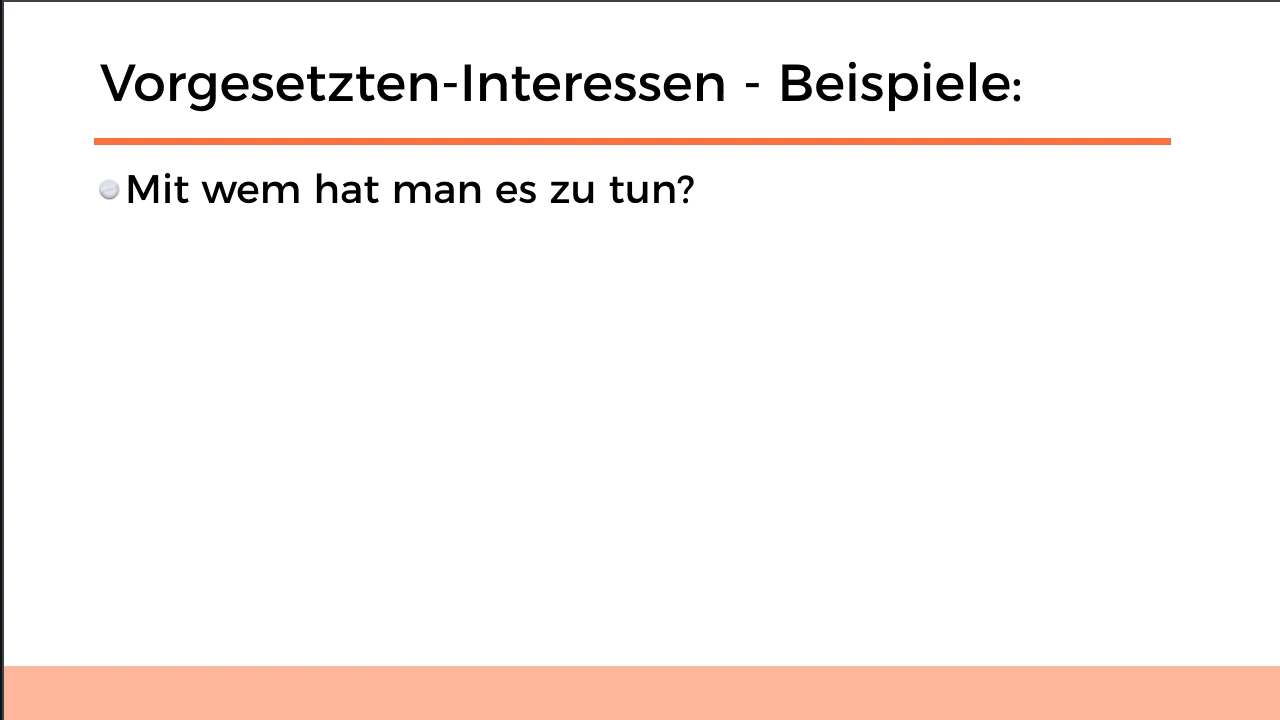 Vorgesetzten-Interessen - Beispiele:
Mit wem hat man es zu tun?